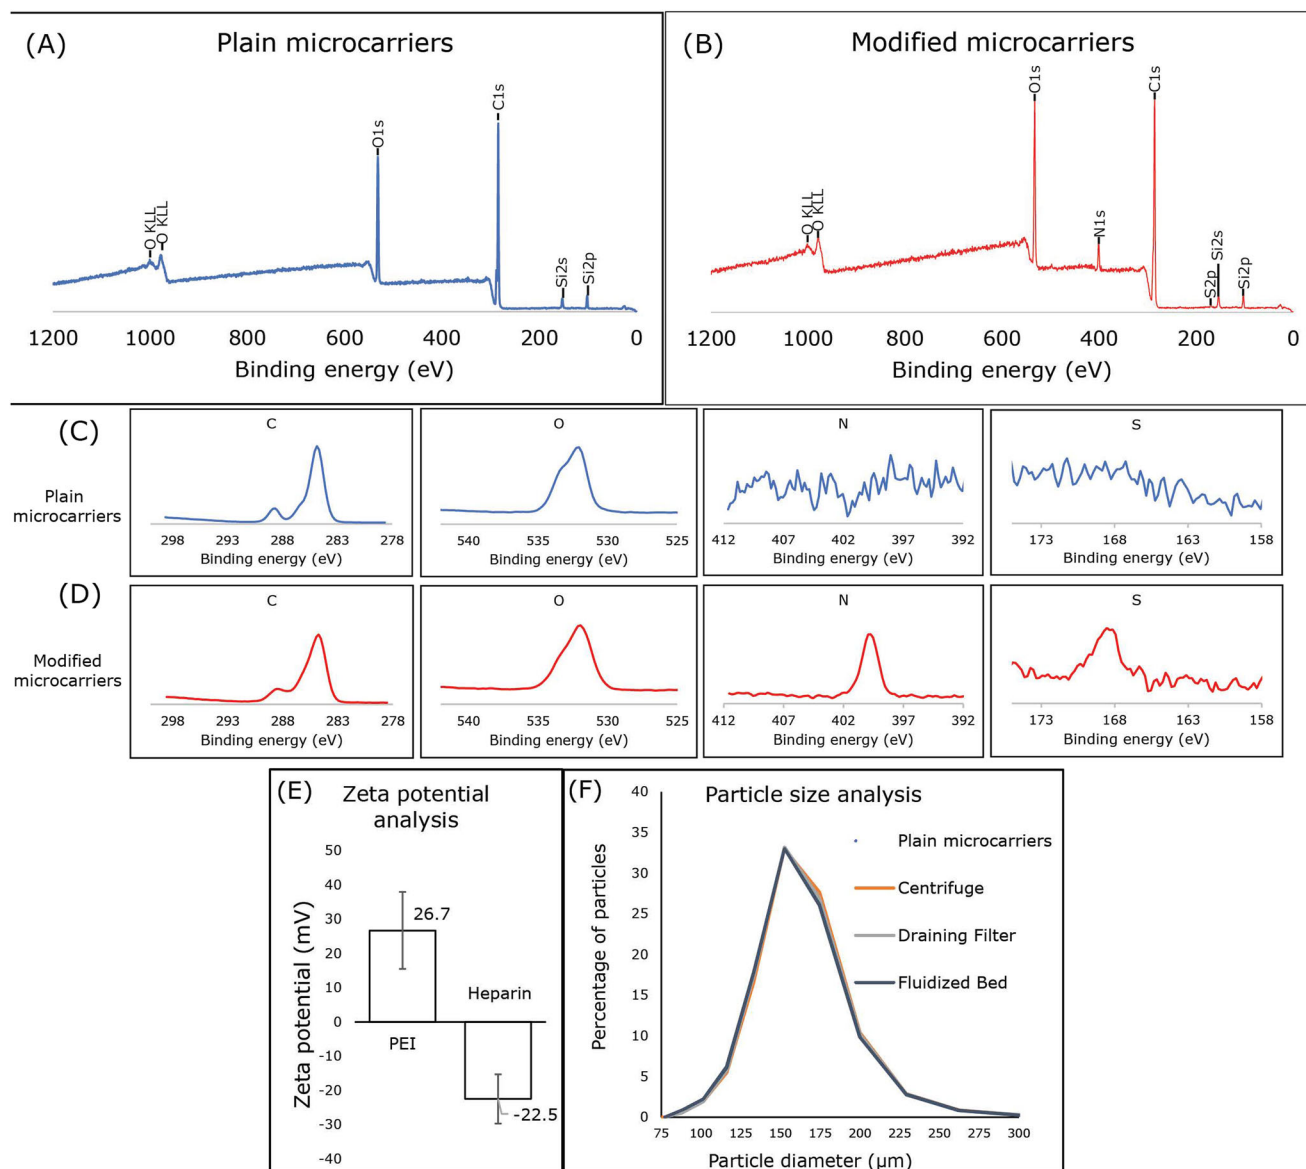 (A) Plain microcarriers
O KLL
O KLL
O1s
C1s
Si2s
Si2p
1200 1000 800 600 400 200 0
Binding energy (eV)
(B) Modified microcarriers
O KLL
O KLL
O1s
N1s
C1s
S2p
Si2s
Si2p
1200 1000 800 600 400 200 0
Binding energy (eV)
(C)
Plain
microcarriers
C
298 293 288 283 278
Binding energy (eV)
O
540 535 530 525
Binding energy (eV)
N
412 407 402 397 392
Binding energy (eV)
S
173 168 163 158
Binding energy (eV)
(D)
Modified
microcarriers
C
298 293 288 283 278
Binding energy (eV)
O
540 535 530 525
Binding energy (eV)
N
412 407 402 397 392
Binding energy (eV)
S
173 168 163 158
Binding energy (eV)
(E) Zeta potential
analysis
Zeta potential (mV)
50
40
30
20
10
0
-10
-20
-30
-40
26.7
PEI
Heparin
-22.5
(F) Particle size analysis
Percentage of particles
40
35
30
25
20
15
10
5
0
Plain microcarriers
Centrifuge
Draining Filter
Fluidized Bed
75 100 125 150 175 200 225 250 275 300
Particle diameter (μm)